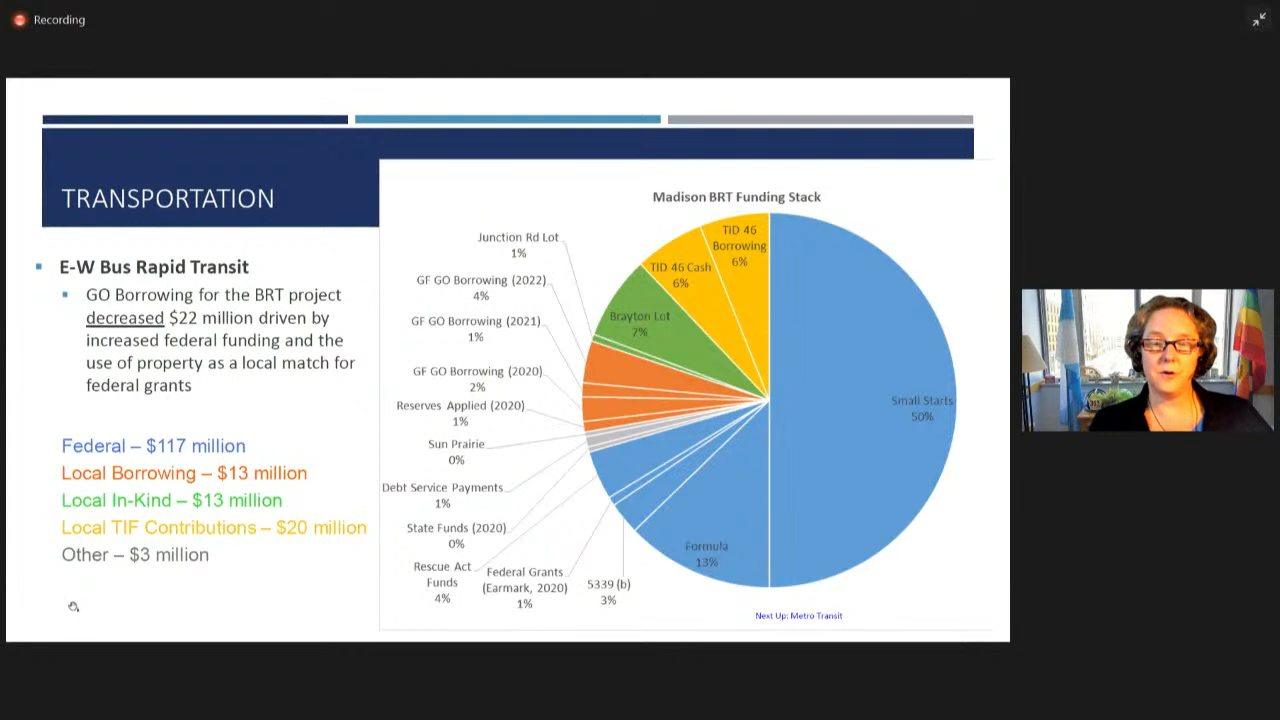 Recording
TRANSPORTATION
E-W Bus Rapid Transit
GO Borrowing for the BRT project
decreased $22 million driven by
increased federal funding and the
use of property as a local match for
federal grants
Federal – $117 million
Local Borrowing – $13 million
Local In-Kind – $13 million
Local TIF Contributions – $20 million
Other – $3 million
Madison BRT Funding Stack
Junction Rd Lot
1%
GF GO Borrowing (2022)
4%
GF GO Borrowing (2021)
1%
GF GO Borrowing (2020)
2%
Reserves Applied (2020)
1%
Sun Prairie
0%
Debt Service Payments
1%
State Funds (2020)
0%
Rescue Act
Funds
4%
Federal Grants
(Earmark, 2020)
1%
5339 (b)
3%
Formula
13%
Small Starts
50%
TID 46
Borrowing
6%
TID 46 Cash
6%
Brayton Lot
7%
Next Up: Metro Transit